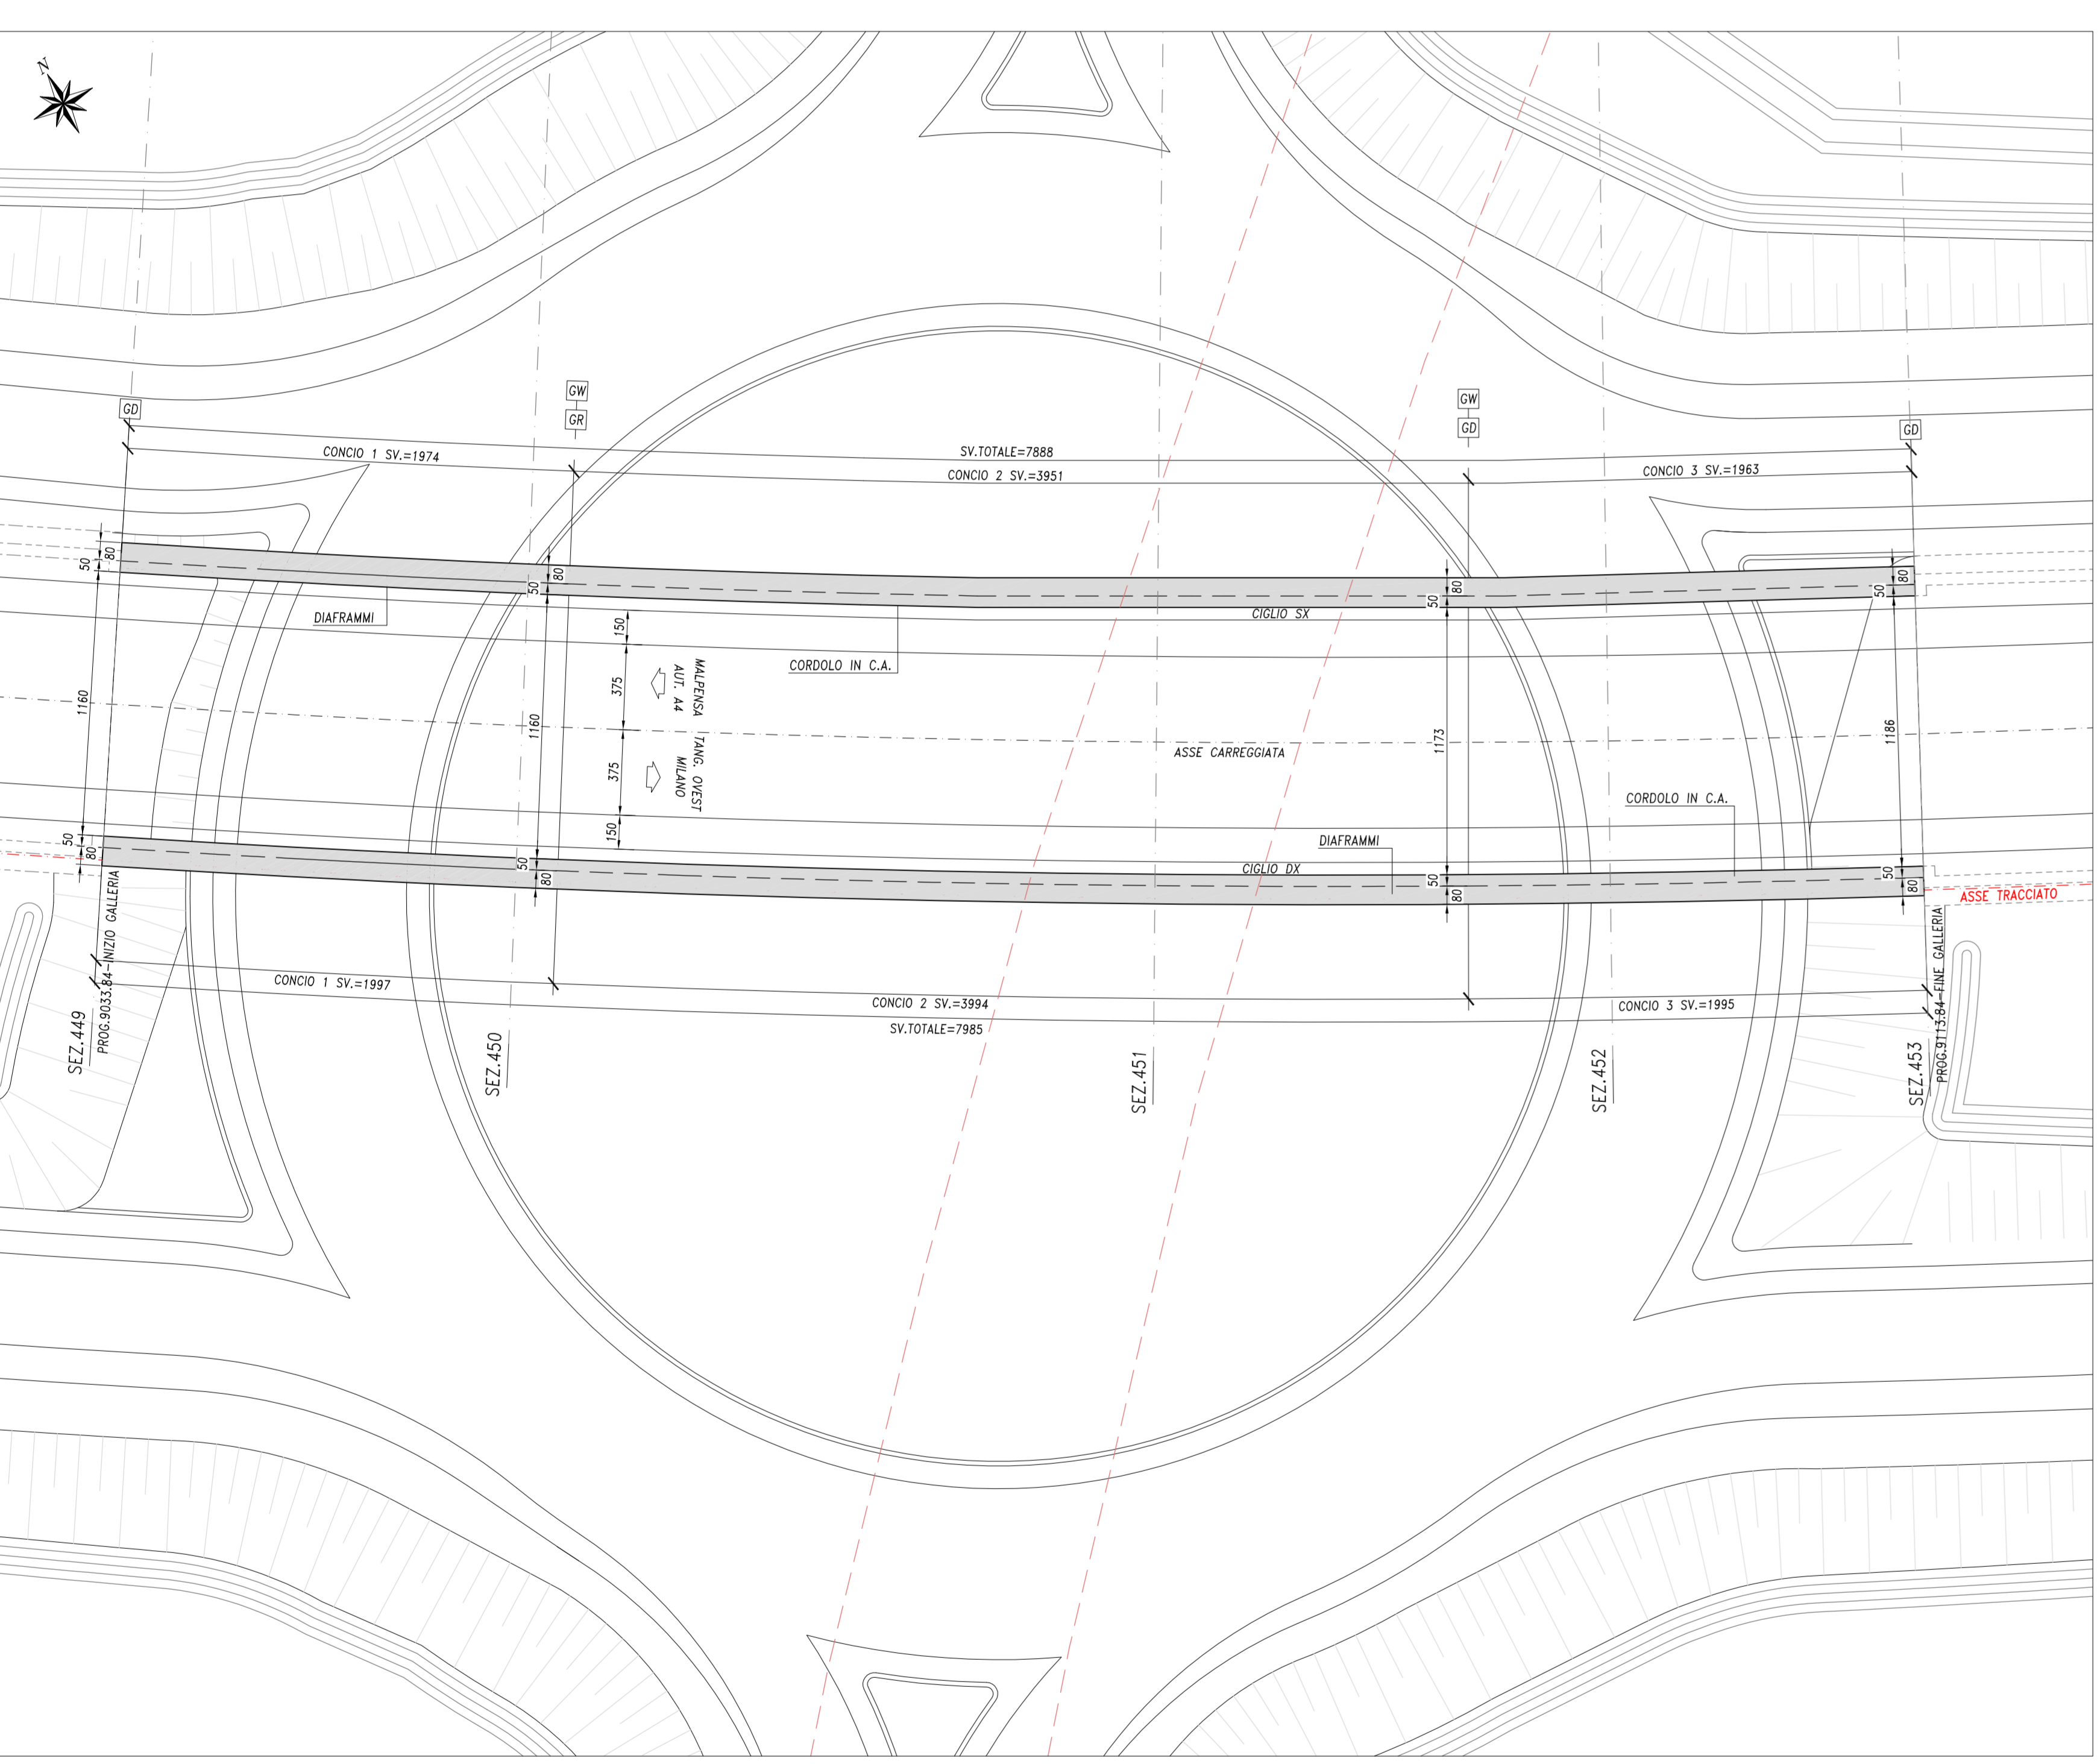 N
GD
GW
GR
GW
GD
GD
SV.TOTALE=7888
CONCIO 1 SV.=1974
CONCIO 2 SV.=3951
CONCIO 3 SV.=1963
50
80
50
80
50
80
50
80
DIAFRAMMI
CIGLIO SX
CORDOLO IN C.A.
150
375
375
150
MALPENSA
AUT. A4
TANG. OVEST
MILANO
1160
1160
1173
1186
ASSE CARREGGIATA
CORDOLO IN C.A.
DIAFRAMMI
CIGLIO DX
50
80
50
80
50
80
50
80
ASSE TRACCIATO
CONCIO 1 SV.=1997
CONCIO 2 SV.=3994
CONCIO 3 SV.=1995
SV.TOTALE=7985
SEZ.449
PROG.9033.84-INIZIO GALLERIA
SEZ.450
SEZ.451
SEZ.452
SEZ.453
PROG.9113.84-FINE GALLERIA